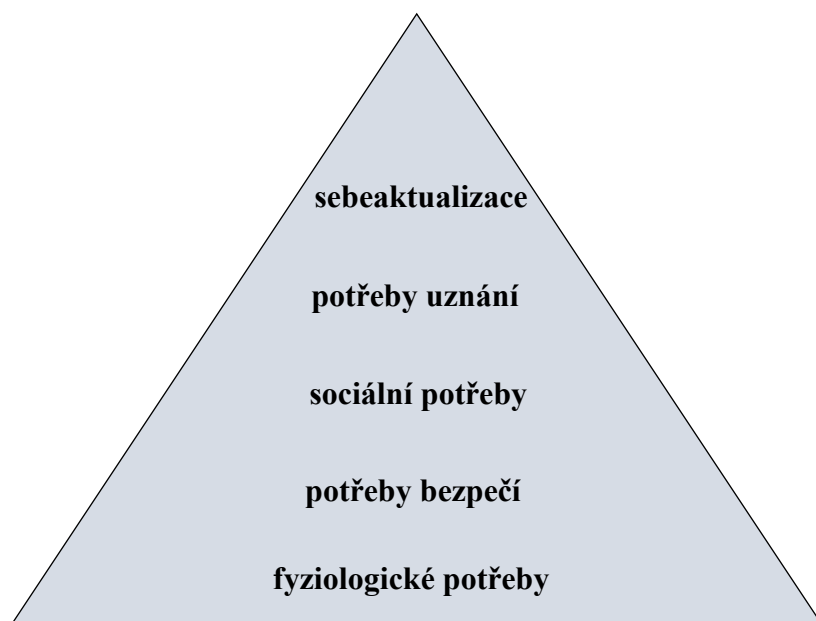 sebeaktualizace
potřeby uznání
sociální potřeby
potřeby bezpečí
fyziologické potřeby